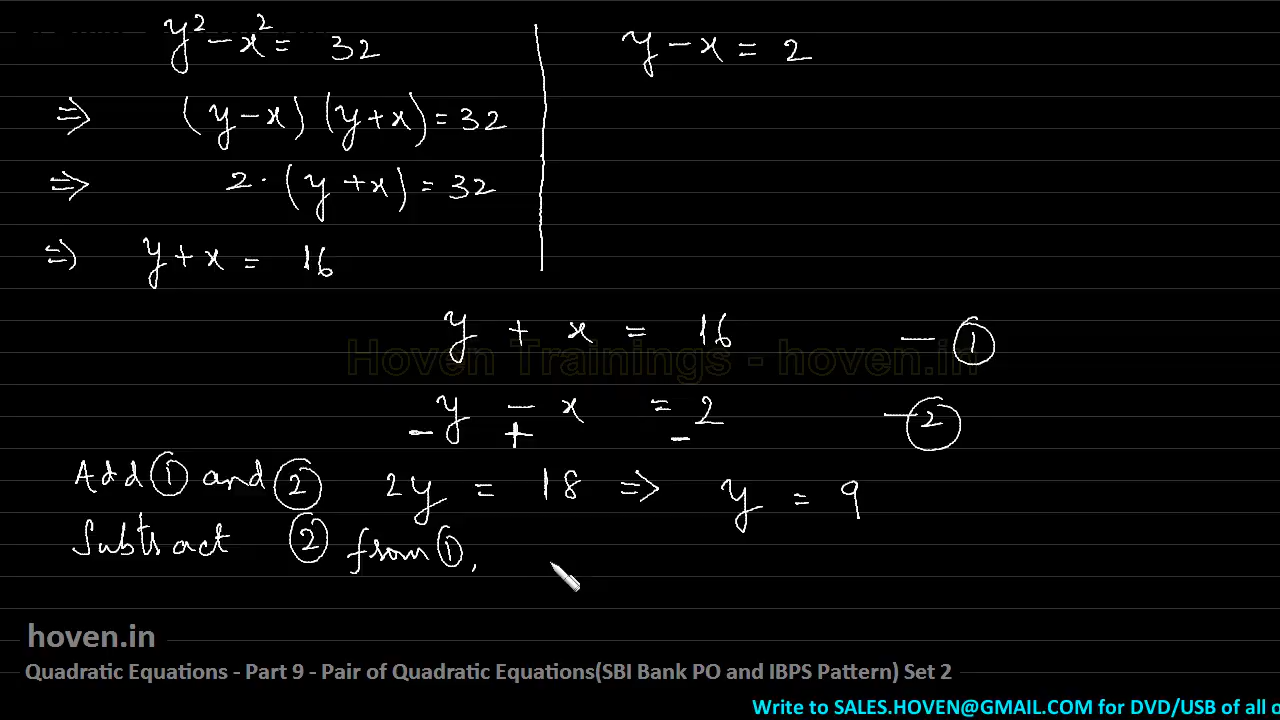 y² - x² = 32
y - x = 2
⇒ (y - x) (y + x) = 32
⇒ 2 · (y + x) = 32
⇒ y + x = 16
y + x = 16 — ①
Hoven Trainings - hoven.in
y - x = 2 — ②
- + -
Add ① and ② 2y = 18 ⇒ y = 9
Subtract ② from ①,
hoven.in
Quadratic Equations - Part 9 - Pair of Quadratic Equations(SBI Bank PO and IBPS Pattern) Set 2
Write to SALES.HOVEN@GMAIL.COM for DVD/USB of all